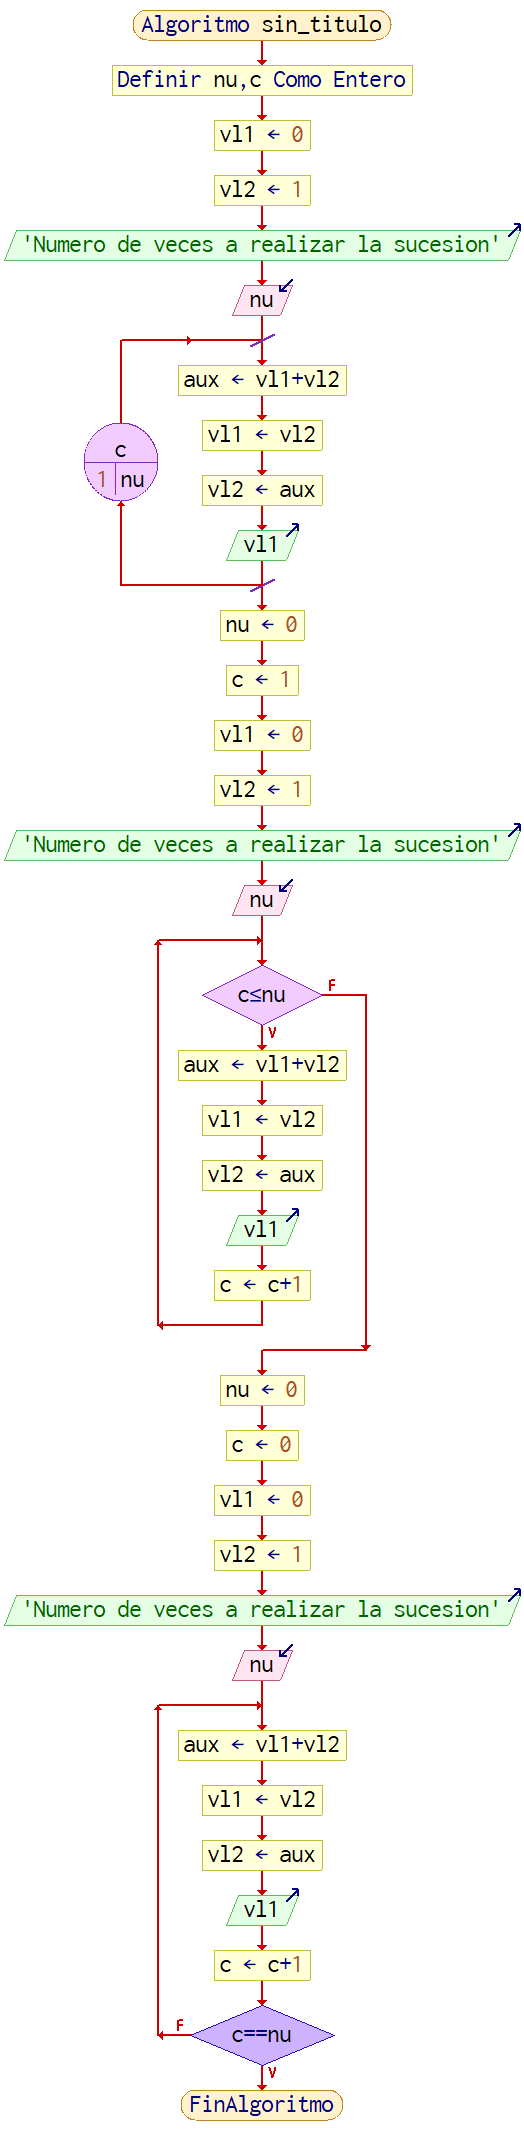 Algoritmo sin_titulo
Definir nu,c Como Entero
vl1 ← 0
vl2 ← 1
'Numero de veces a realizar la sucesion'
nu
aux ← vl1+vl2
vl1 ← vl2
c
1 nu
vl2 ← aux
vl1
nu ← 0
c ← 1
vl1 ← 0
vl2 ← 1
'Numero de veces a realizar la sucesion'
nu
c≤nu
F
V
aux ← vl1+vl2
vl1 ← vl2
vl2 ← aux
vl1
c ← c+1
nu ← 0
c ← 0
vl1 ← 0
vl2 ← 1
'Numero de veces a realizar la sucesion'
nu
aux ← vl1+vl2
vl1 ← vl2
vl2 ← aux
vl1
c ← c+1
c==nu
F
V
FinAlgoritmo